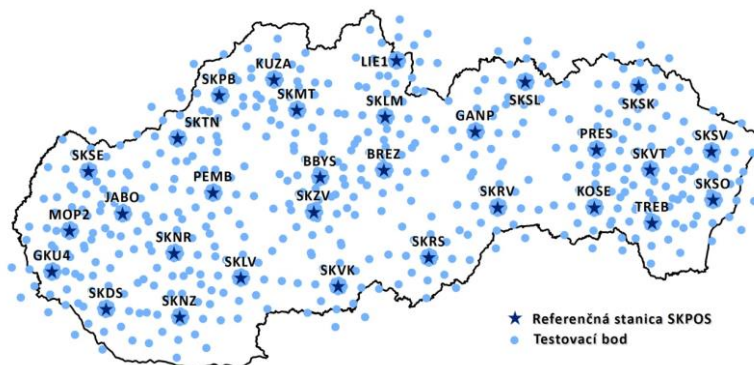 LIE1
KUZA
SKPB
SKMT
SKSL
SKSK
SKLM
GANP
SKTN
PRES
SKSV
SKSE
BBYS
BREZ
SKVT
PEMB
JABO
SKZV
SKRV
KOSE
SKSO
MOP2
TREB
SKNR
GKU4
SKLV
SKVK
SKRS
SKDS
SKNZ
Referenčná stanica SKPOS
Testovací bod